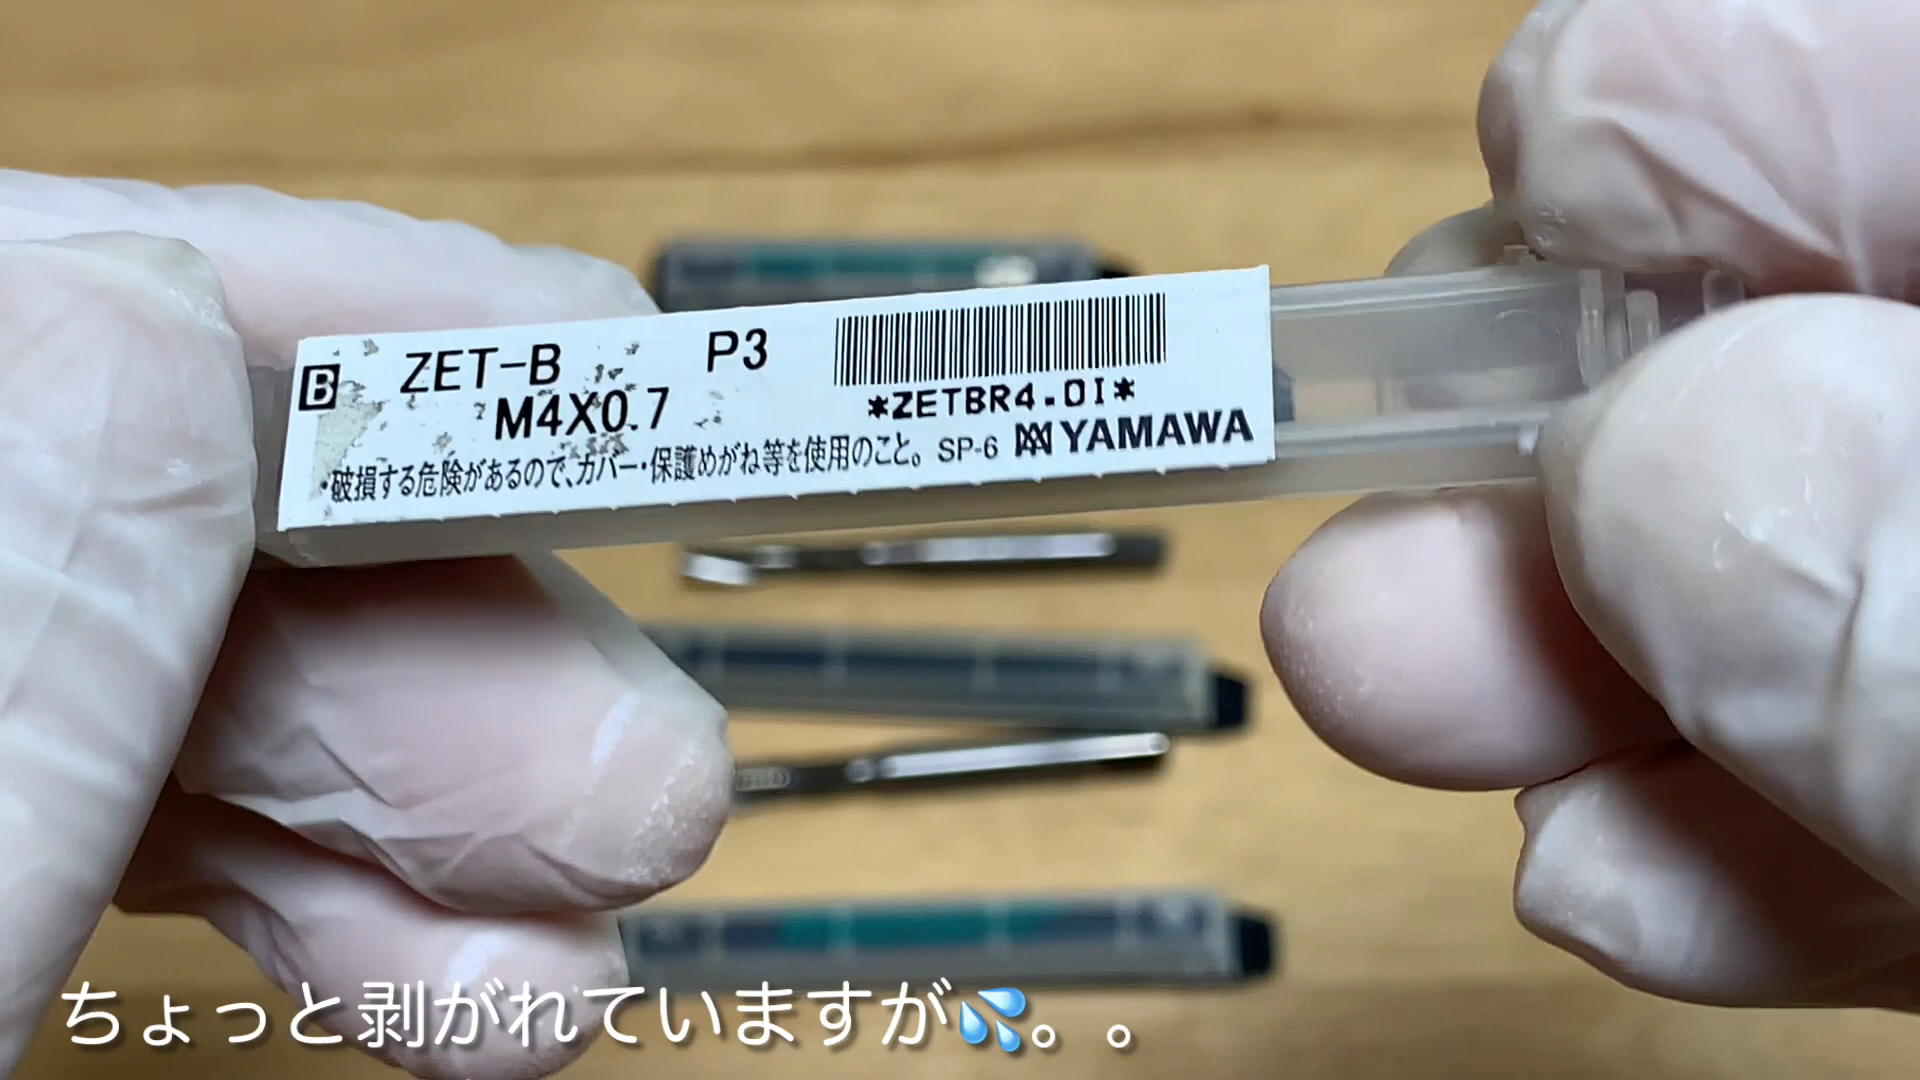 B ZET-B P3
M4X0.7
*ZETBR4.0I*
・破損する危険があるので、カバー・保護めがね等を使用のこと。 SP-6 YAMAWA
ちょっと剥がれていますが💦。。